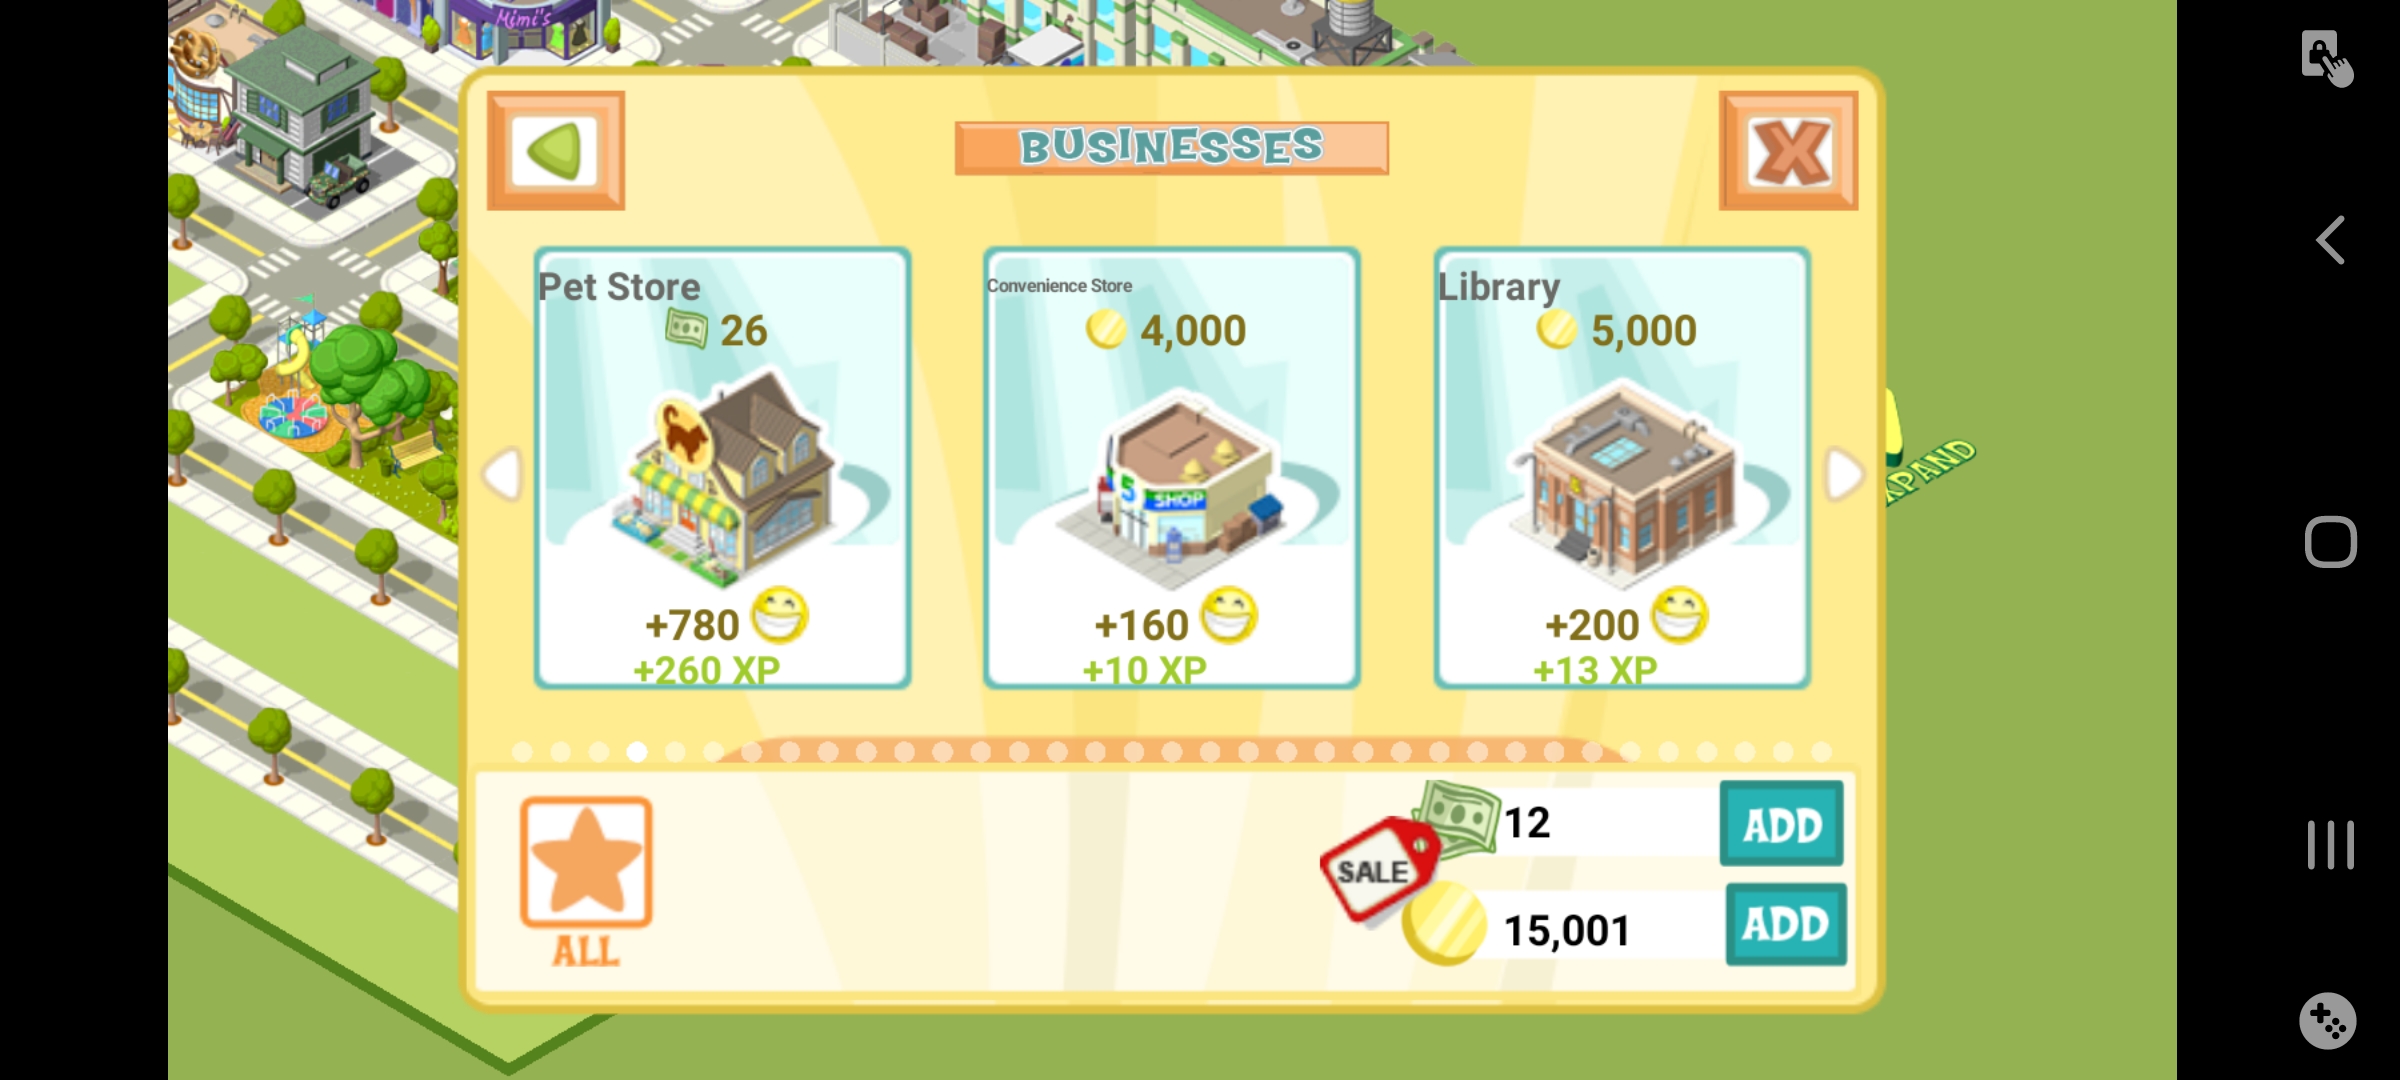 Mimi's
BUSINESSES
X
Pet Store
26
+780
+260 XP
Convenience Store
4,000
5 SHOP
+160
+10 XP
Library
5,000
+200
+13 XP
XPAND
ALL
SALE
12
ADD
15,001
ADD